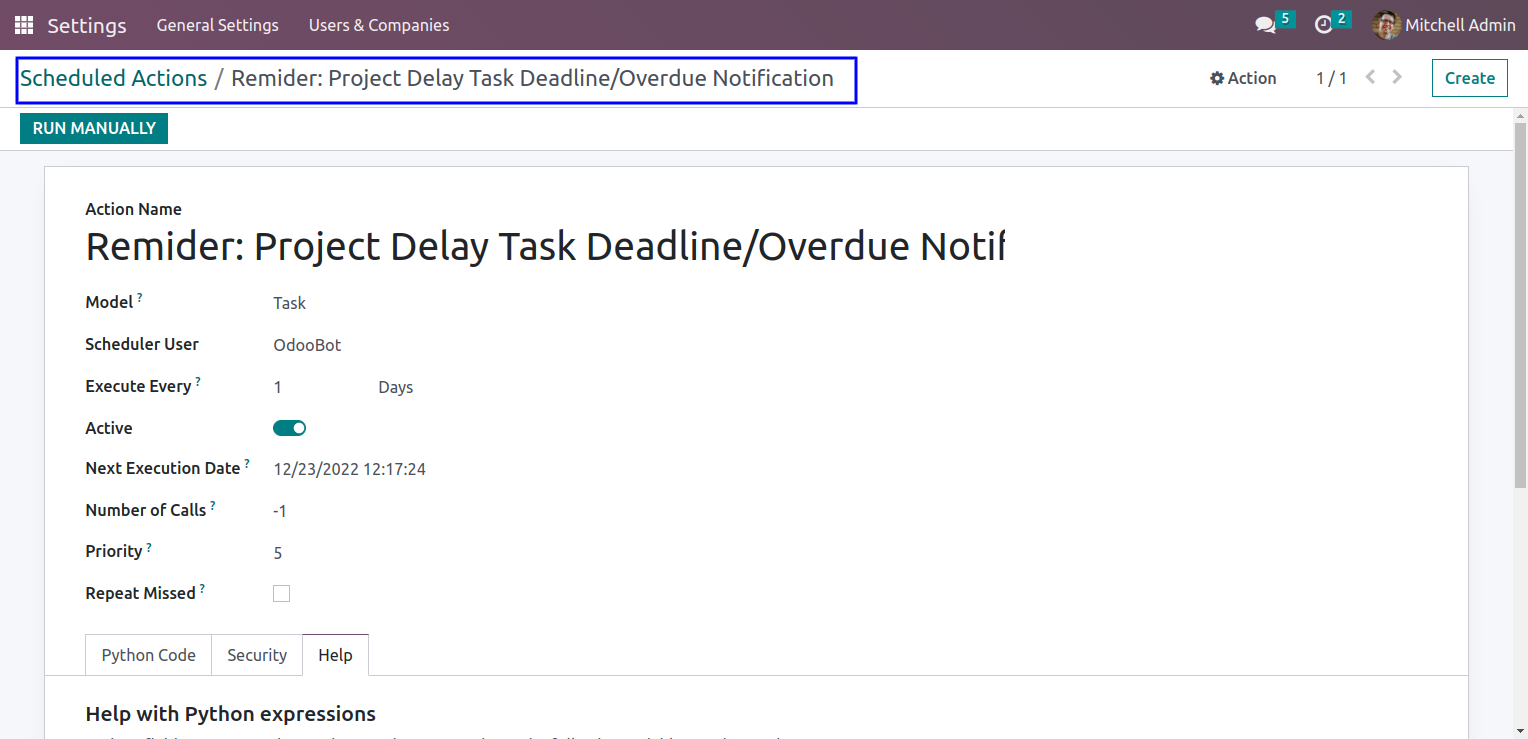 Settings General Settings Users & Companies 5 2 Mitchell Admin
Scheduled Actions / Remider: Project Delay Task Deadline/Overdue Notification Action 1 / 1 Create
RUN MANUALLY
Action Name
Remider: Project Delay Task Deadline/Overdue Notif
Model ? Task
Scheduler User OdooBot
Execute Every ? 1 Days
Active
Next Execution Date ? 12/23/2022 12:17:24
Number of Calls ? -1
Priority ? 5
Repeat Missed ?
Python Code Security Help
Help with Python expressions